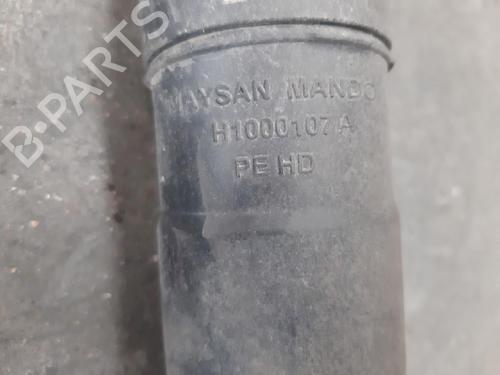 B-PARTS
MAYSAN MANDO
H1000107 A
PE HD